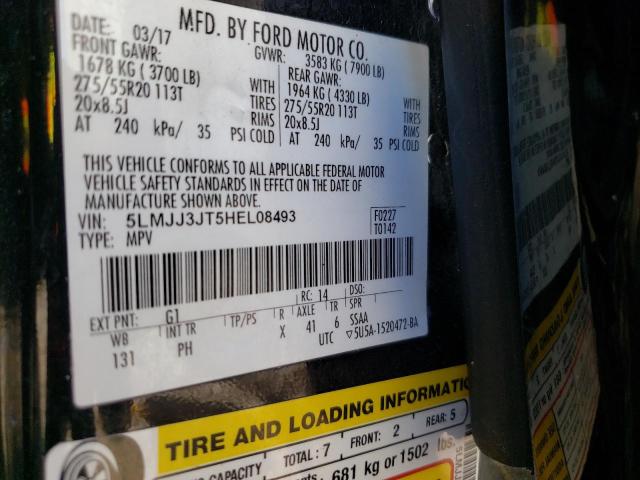 DATE: 03/17 MFD. BY FORD MOTOR CO.
FRONT GAWR: GVWR: 3583 KG ( 7900 LB)
1678 KG ( 3700 LB) WITH REAR GAWR: 1964 KG ( 4330 LB) WITH
275/55R20 113T TIRES 275/55R20 113T TIRES
20x8.5J RIMS 20x8.5J RIMS
AT 240 kPa/ 35 PSI COLD AT 240 kPa/ 35 PSI COLD
THIS VEHICLE CONFORMS TO ALL APPLICABLE FEDERAL MOTOR
VEHICLE SAFETY STANDARDS IN EFFECT ON THE DATE OF
MANUFACTURE SHOWN ABOVE.
VIN: 5LMJJ3JT5HEL08493 F0227
TYPE: MPV T0142
EXT PNT: G1 RC: 14 DSO:
WB INT TR TP/PS R AXLE TR SPR
131 PH X 41 6 SSAA
UTC ▽5U5A-1520472-BA
TIRE AND LOADING INFORMATION
CAPACITY TOTAL: 7 FRONT: 2 REAR: 5
681 kg or 1502 lbs.